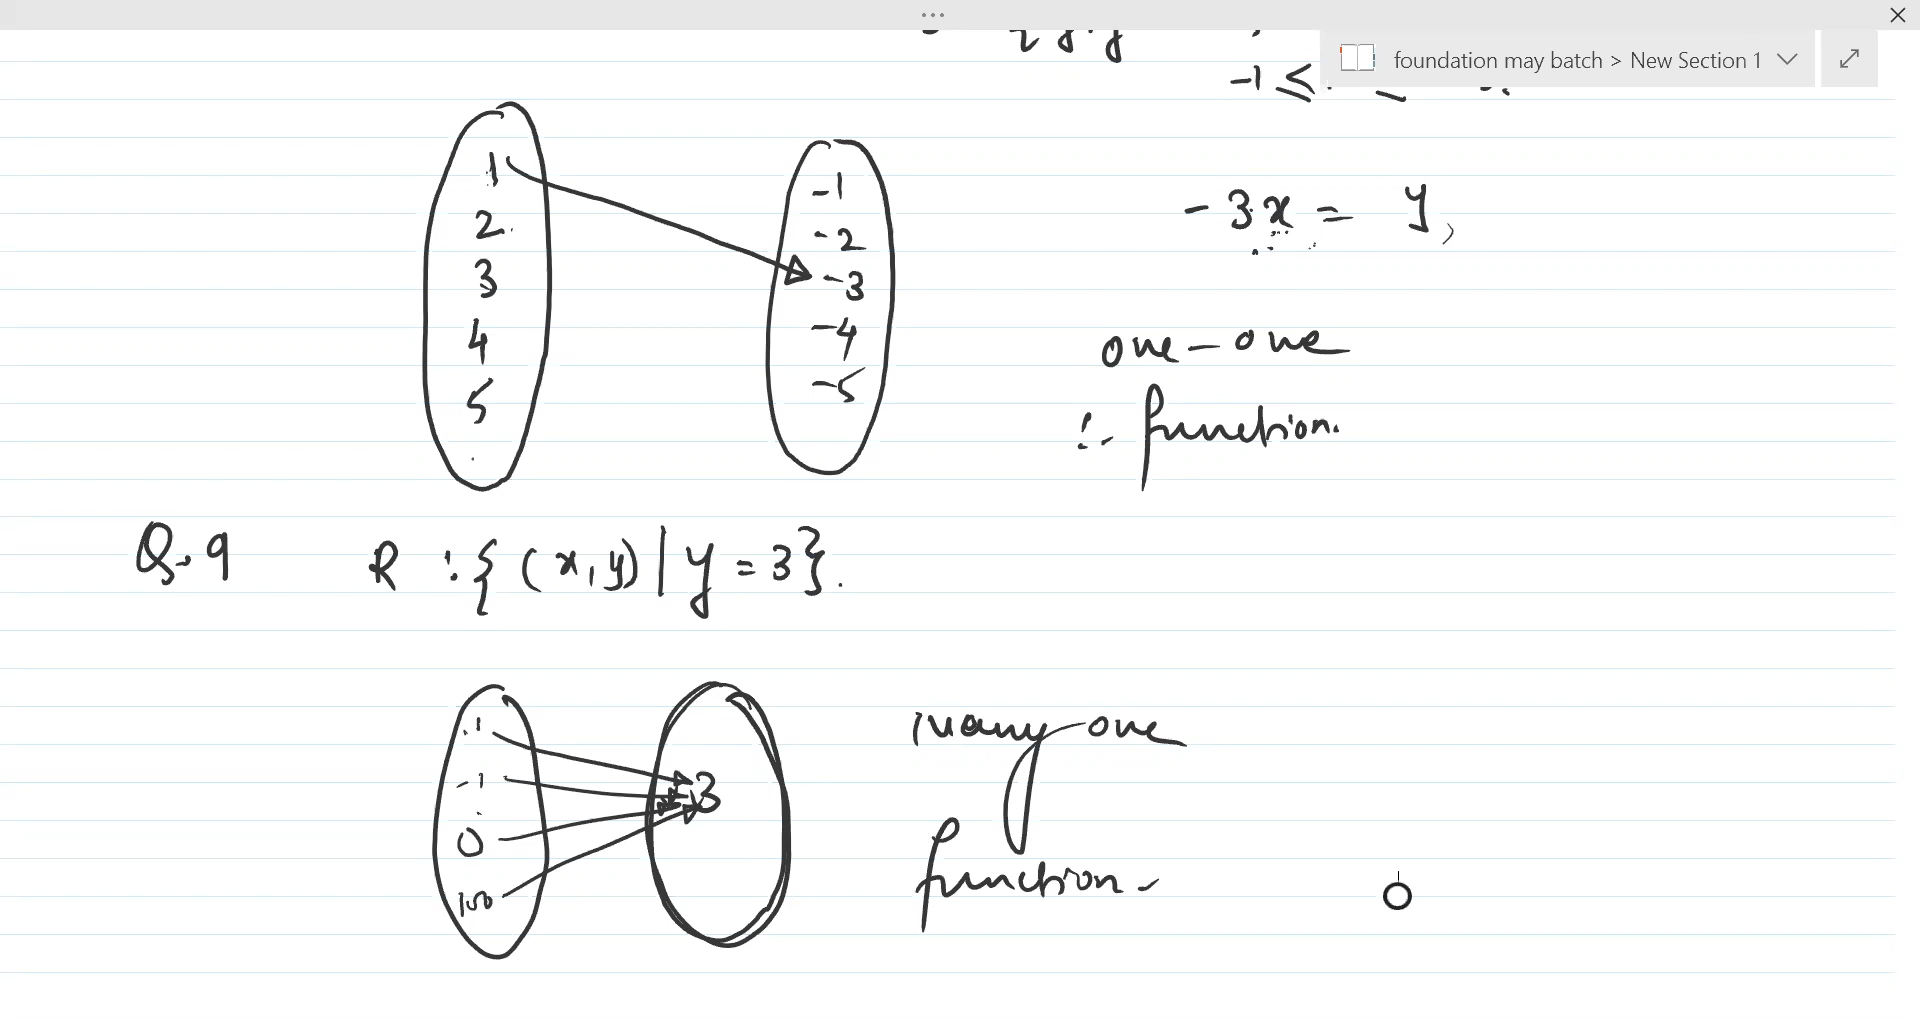 foundation may batch > New Section 1
-1 ≤
1
2
3
4
5
-1
-2
-3
-4
-5
-3x = y,
one-one
∴ function.
Q.9 R : { (x,y) | y = 3}.
1
-1
0
100
3
many-one
function-